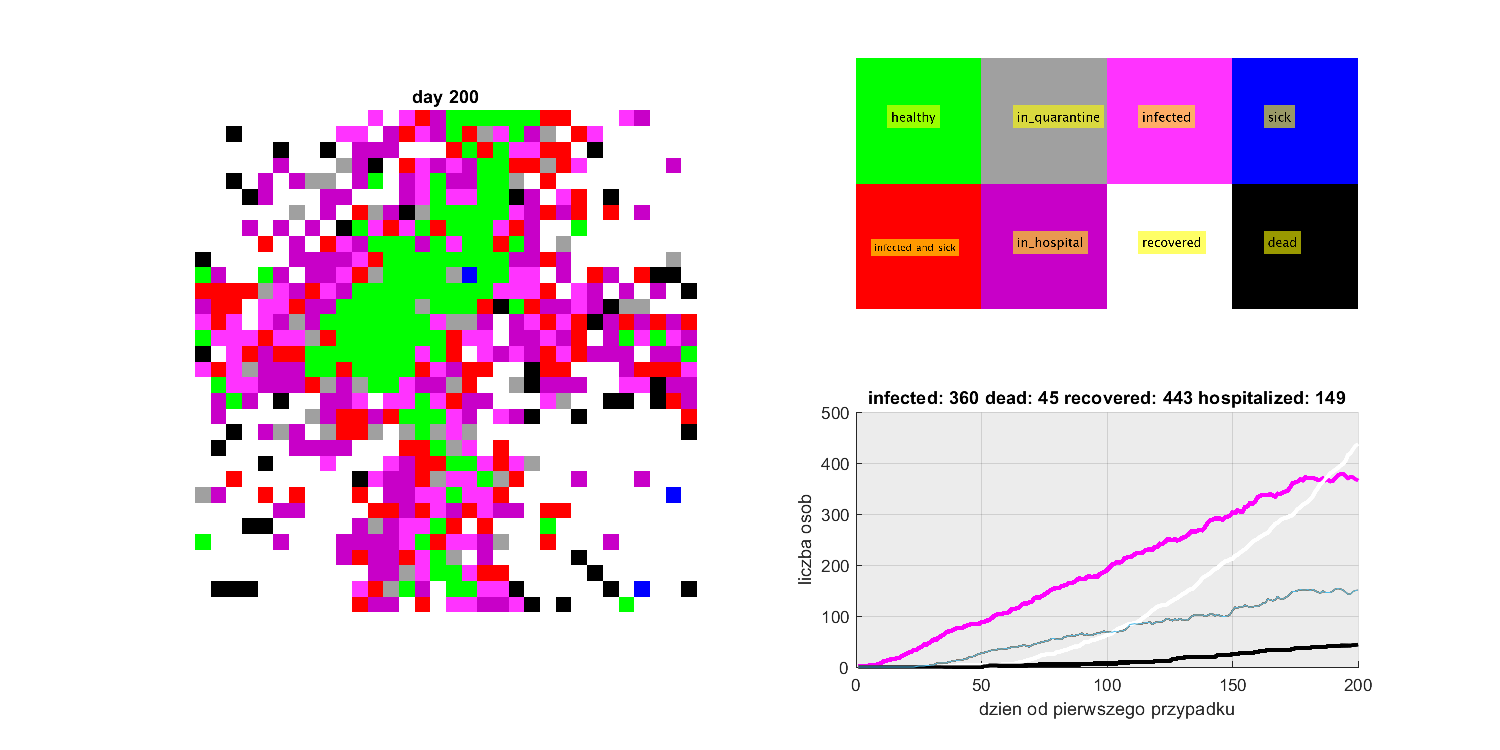 day 200
healthy
in_quarantine
infected
sick
infected and sick
in_hospital
recovered
dead
infected: 360 dead: 45 recovered: 443 hospitalized: 149
500
400
300
200
100
0
liczba osob
0 50 100 150 200
dzien od pierwszego przypadku